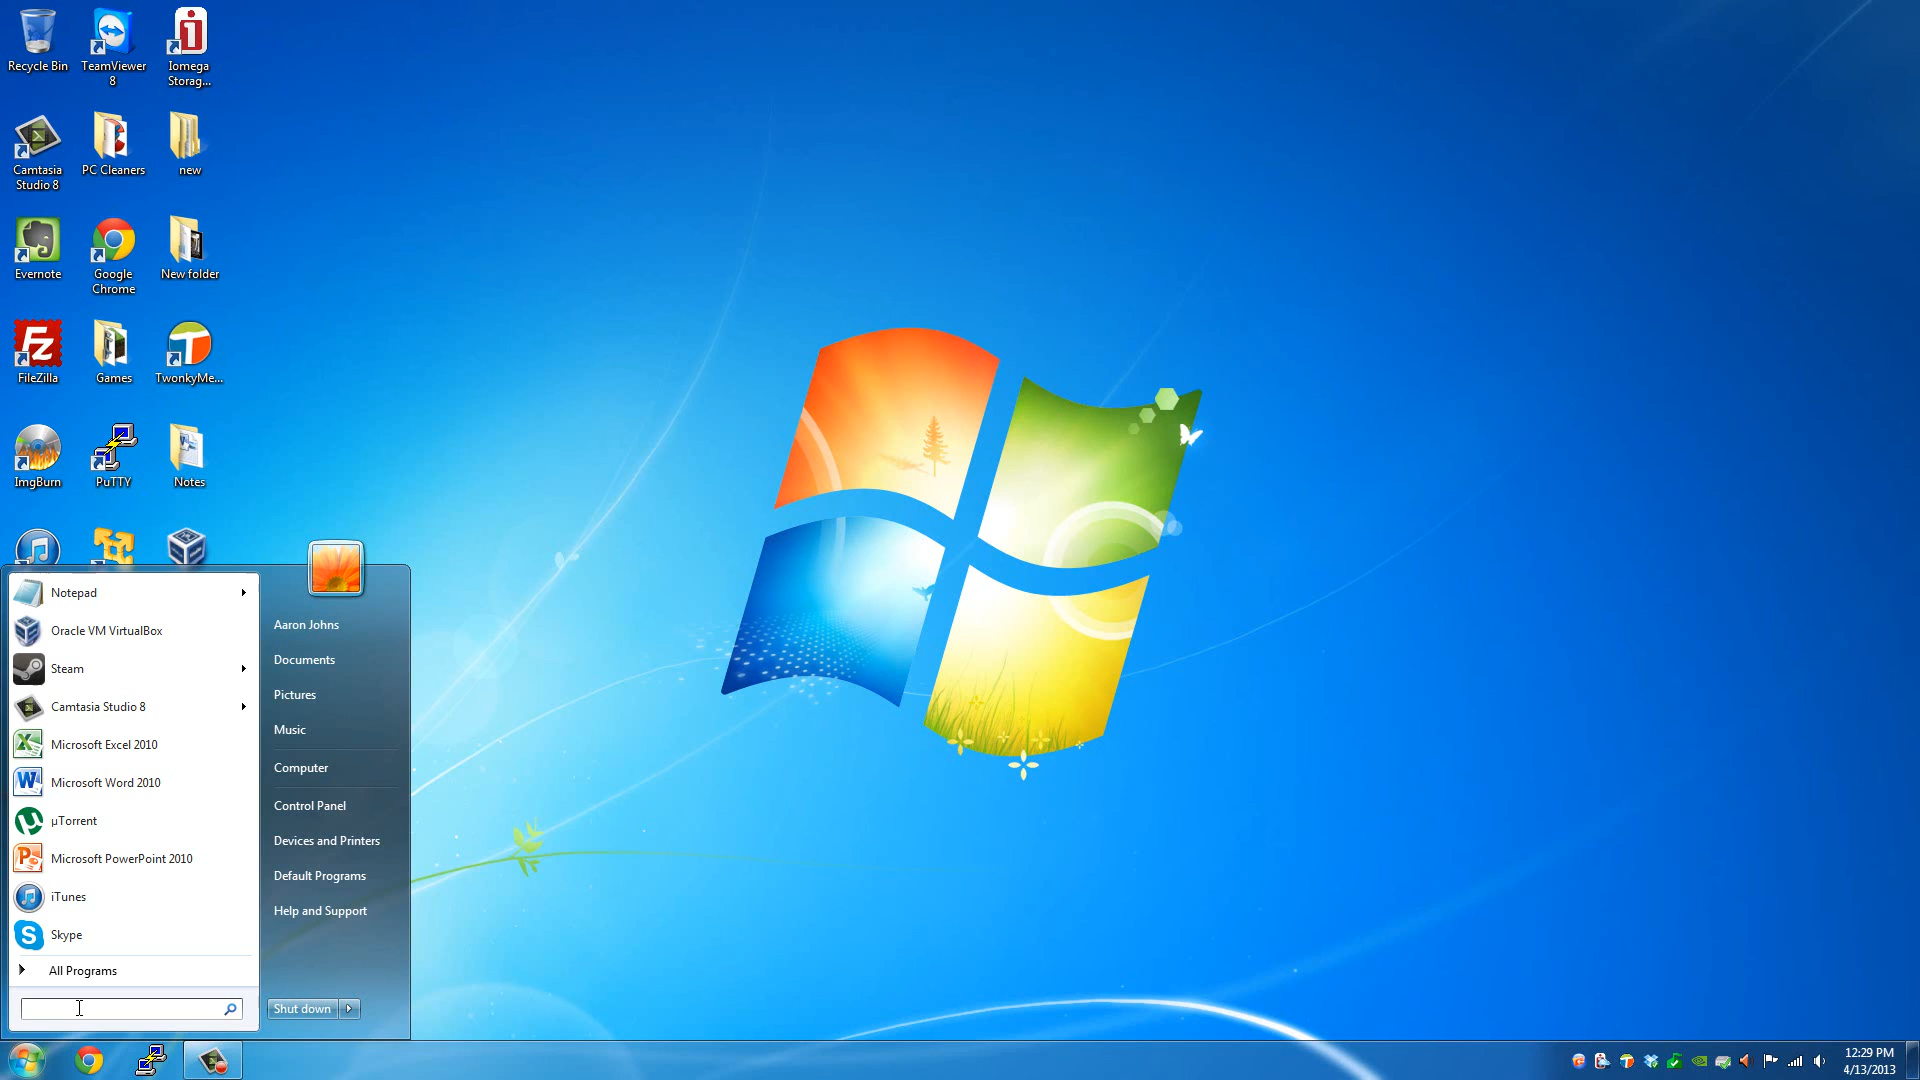 Recycle Bin
TeamViewer
8
Iomega
Storag...
Camtasia
Studio 8
PC Cleaners
new
Evernote
Google
Chrome
New folder
FileZilla
Games
TwonkyMe...
ImgBurn
PuTTY
Notes
Notepad
Oracle VM VirtualBox
Steam
Camtasia Studio 8
Microsoft Excel 2010
Microsoft Word 2010
µTorrent
Microsoft PowerPoint 2010
iTunes
Skype
All Programs
Aaron Johns
Documents
Pictures
Music
Computer
Control Panel
Devices and Printers
Default Programs
Help and Support
Shut down
12:29 PM
4/13/2013